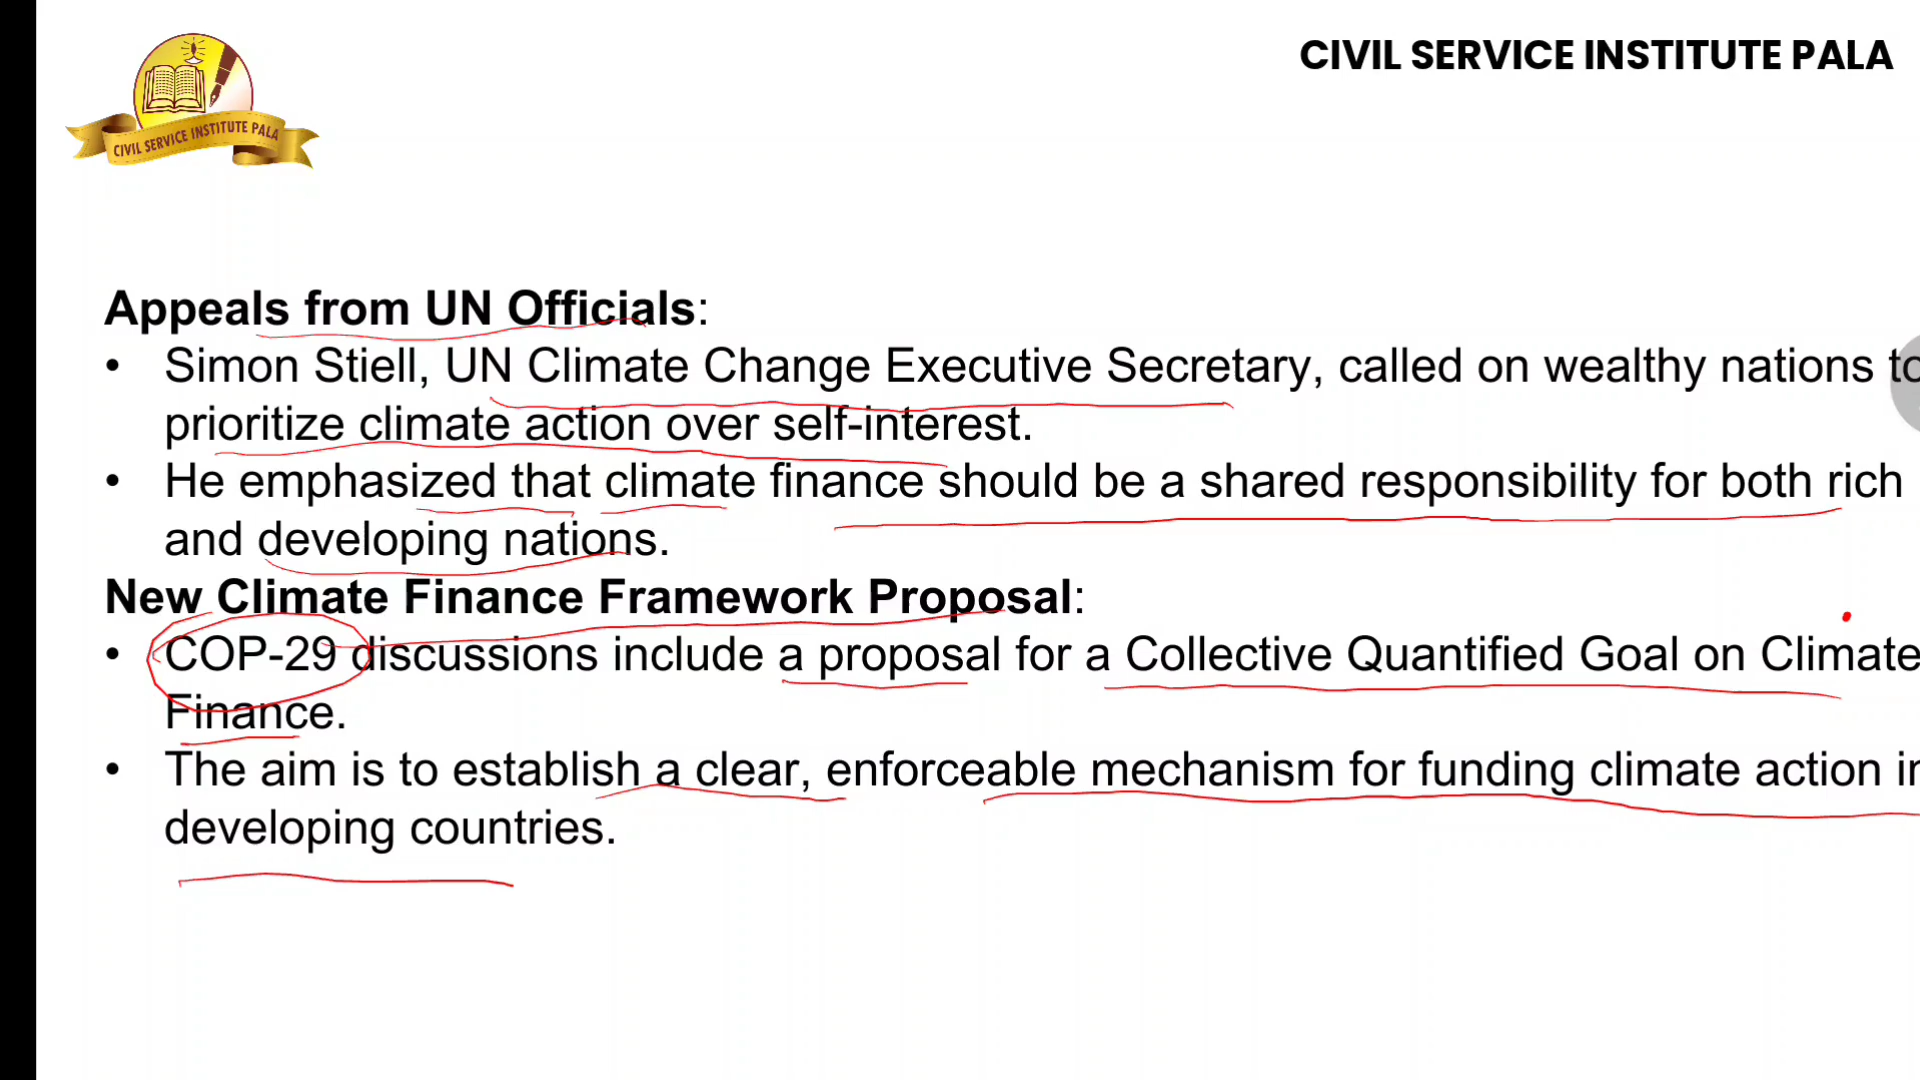 CIVIL SERVICE INSTITUTE PALA
CIVIL SERVICE INSTITUTE PALA
Appeals from UN Officials:
• Simon Stiell, UN Climate Change Executive Secretary, called on wealthy nations to
prioritize climate action over self-interest.
• He emphasized that climate finance should be a shared responsibility for both rich
and developing nations.
New Climate Finance Framework Proposal:
• COP-29 discussions include a proposal for a Collective Quantified Goal on Climate
Finance.
• The aim is to establish a clear, enforceable mechanism for funding climate action in
developing countries.